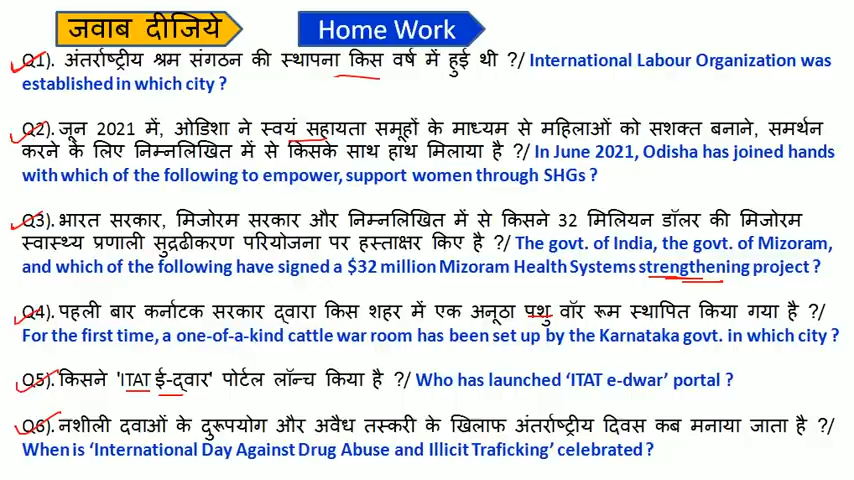 जवाब दीजिये
Home Work
Q1). अंतर्राष्ट्रीय श्रम संगठन की स्थापना किस वर्ष में हुई थी ?/ International Labour Organization was
established in which city ?
Q2). जून 2021 में, ओडिशा ने स्वयं सहायता समूहों के माध्यम से महिलाओं को सशक्त बनाने, समर्थन
करने के लिए निम्नलिखित में से किसके साथ हाथ मिलाया है ?/ In June 2021, Odisha has joined hands
with which of the following to empower, support women through SHGs ?
Q3). भारत सरकार, मिजोरम सरकार और निम्नलिखित में से किसने 32 मिलियन डॉलर की मिजोरम
स्वास्थ्य प्रणाली सुद्रढीकरण परियोजना पर हस्ताक्षर किए है ?/ The govt. of India, the govt. of Mizoram,
and which of the following have signed a $32 million Mizoram Health Systems strengthening project ?
Q4). पहली बार कर्नाटक सरकार द्वारा किस शहर में एक अनूठा पशु वॉर रूम स्थापित किया गया है ?/
For the first time, a one-of-a-kind cattle war room has been set up by the Karnataka govt. in which city ?
Q5). किसने 'ITAT ई-द्वार' पोर्टल लॉन्च किया है ?/ Who has launched ‘ITAT e-dwar’ portal ?
Q6). नशीली दवाओं के दुरूपयोग और अवैध तस्करी के खिलाफ अंतर्राष्ट्रीय दिवस कब मनाया जाता है ?/
When is ‘International Day Against Drug Abuse and Illicit Traficking’ celebrated ?